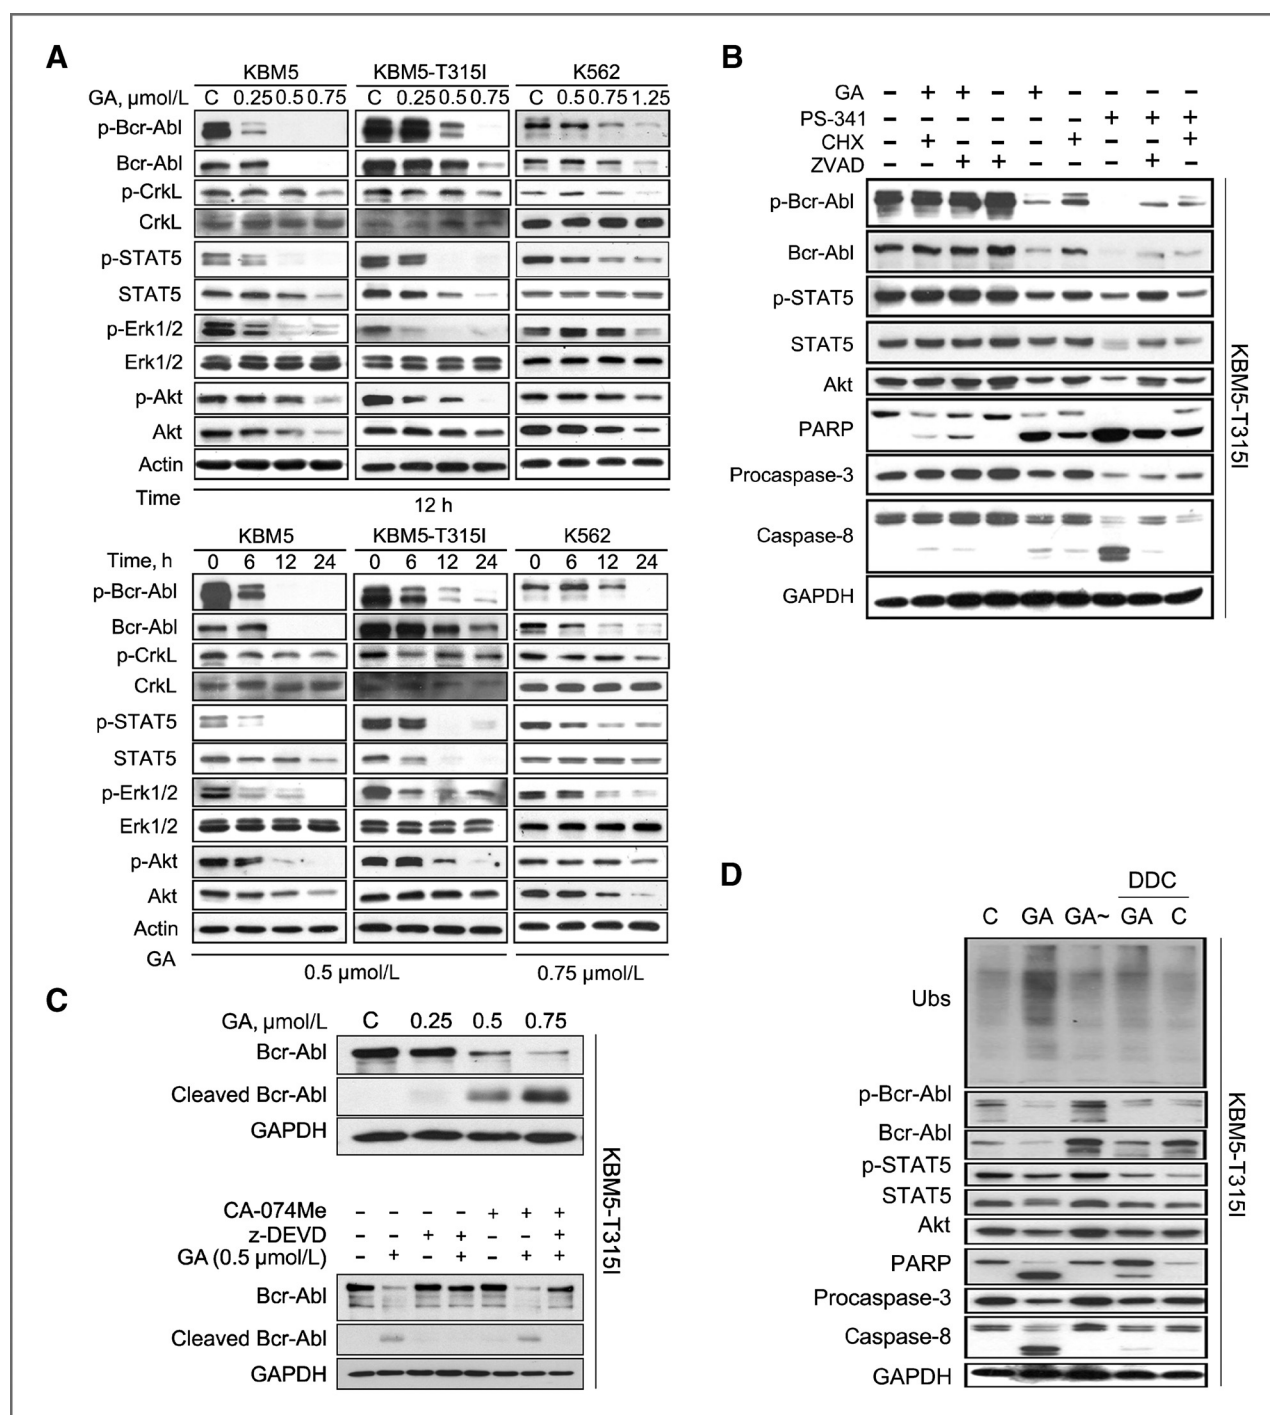 A
KBM5 KBM5-T315I K562
GA, µmol/L C 0.25 0.5 0.75 C 0.25 0.5 0.75 C 0.5 0.75 1.25
p-Bcr-Abl
Bcr-Abl
p-CrkL
CrkL
p-STAT5
STAT5
p-Erk1/2
Erk1/2
p-Akt
Akt
Actin
Time 12 h
KBM5 KBM5-T315I K562
Time, h 0 6 12 24 0 6 12 24 0 6 12 24
p-Bcr-Abl
Bcr-Abl
p-CrkL
CrkL
p-STAT5
STAT5
p-Erk1/2
Erk1/2
p-Akt
Akt
Actin
GA 0.5 µmol/L 0.75 µmol/L
B
GA – + + – + – – – –
PS-341 – – – – – – + + +
CHX – + – – – + – – +
ZVAD – – + + – – – + –
p-Bcr-Abl
Bcr-Abl
p-STAT5
STAT5
Akt
PARP
Procaspase-3
Caspase-8
GAPDH
KBM5-T315I
C
GA, µmol/L C 0.25 0.5 0.75
Bcr-Abl
Cleaved Bcr-Abl
GAPDH
CA-074Me – – – – + + +
z-DEVD – – + + – – +
GA (0.5 µmol/L) – + – + – + +
Bcr-Abl
Cleaved Bcr-Abl
GAPDH
KBM5-T315I
D
DDC
C GA GA~ GA C
Ubs
p-Bcr-Abl
Bcr-Abl
p-STAT5
STAT5
Akt
PARP
Procaspase-3
Caspase-8
GAPDH
KBM5-T315I